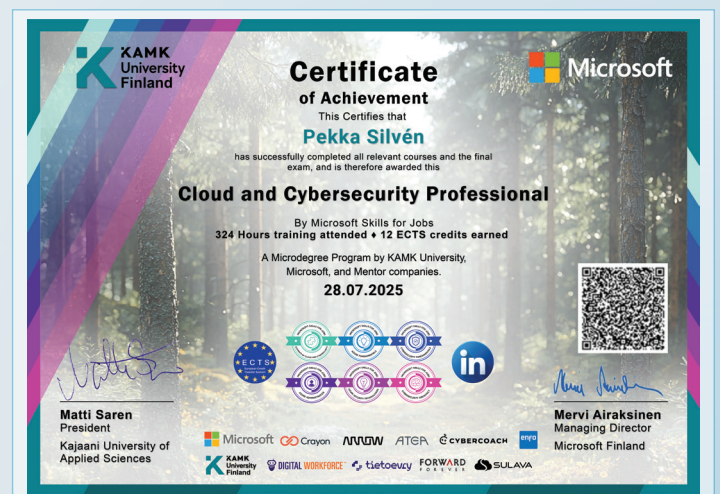 KAMK
University
Finland
Microsoft
Certificate
of Achievement
This Certifies that
Pekka Silvén
has successfully completed all relevant courses and the final
exam, and is therefore awarded this
Cloud and Cybersecurity Professional
By Microsoft Skills for Jobs
324 Hours training attended ♦ 12 ECTS credits earned
A Microdegree Program by KAMK University,
Microsoft, and Mentor companies.
28.07.2025
ECTS
in
Matti Saren
President
Kajaani University of
Applied Sciences
Mervi Airaksinen
Managing Director
Microsoft Finland
Microsoft Crayon ARROW ATEA CYBERCOACH enfo
KAMK University Finland DIGITAL WORKFORCE tietoevry FORWARD FOREVER SULAVA